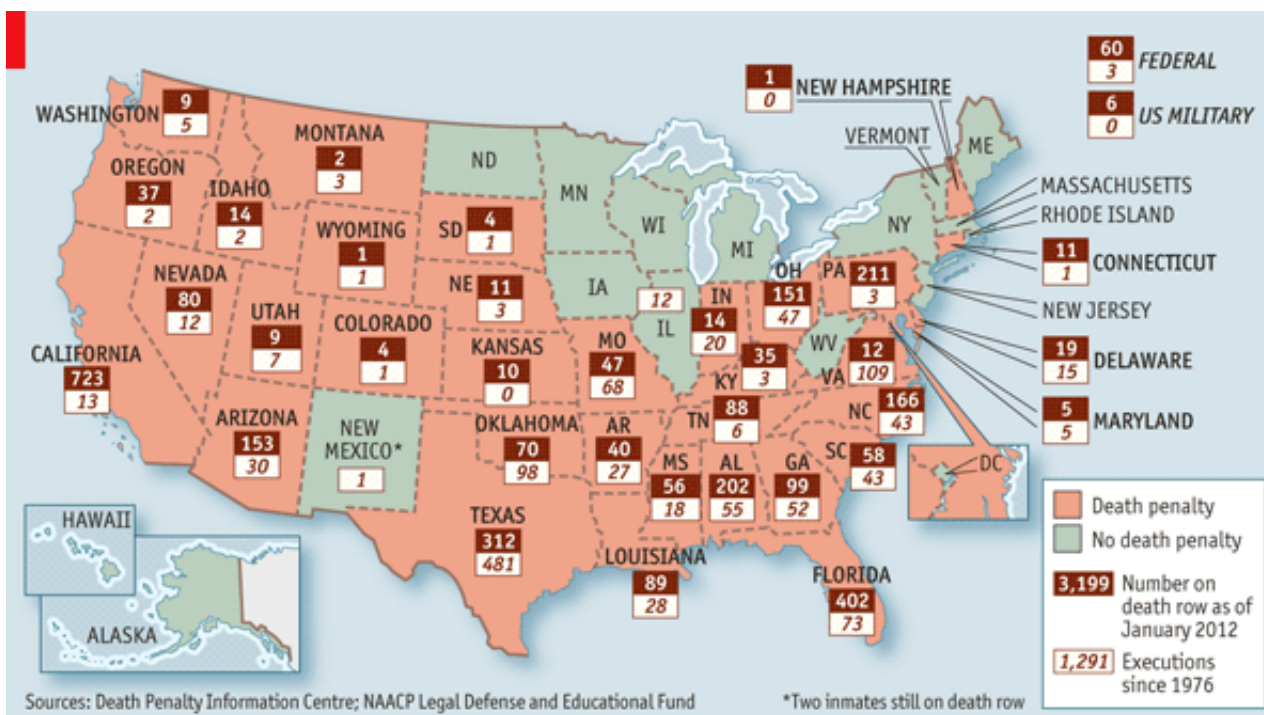 60
3
FEDERAL
6
0
US MILITARY
1
0
NEW HAMPSHIRE
VERMONT
ME
MASSACHUSETTS
RHODE ISLAND
11
1
CONNECTICUT
NEW JERSEY
19
15
DELAWARE
5
5
MARYLAND
DC
WASHINGTON
9
5
MONTANA
2
3
ND
MN
OREGON
37
2
IDAHO
14
2
WYOMING
1
1
SD
4
1
WI
MI
NY
NEVADA
80
12
UTAH
9
7
COLORADO
4
1
NE
11
3
IA
12
IL
IN
14
20
OH
151
47
PA
211
3
CALIFORNIA
723
13
KANSAS
10
0
MO
47
68
KY
35
3
WV
VA
12
109
ARIZONA
153
30
NEW
MEXICO*
1
OKLAHOMA
70
98
AR
40
27
TN
88
6
NC
166
43
SC
58
43
MS
56
18
AL
202
55
GA
99
52
TEXAS
312
481
LOUISIANA
89
28
FLORIDA
402
73
HAWAII
ALASKA
Death penalty
No death penalty
3,199 Number on
death row as of
January 2012
1,291 Executions
since 1976
Sources: Death Penalty Information Centre; NAACP Legal Defense and Educational Fund
*Two inmates still on death row